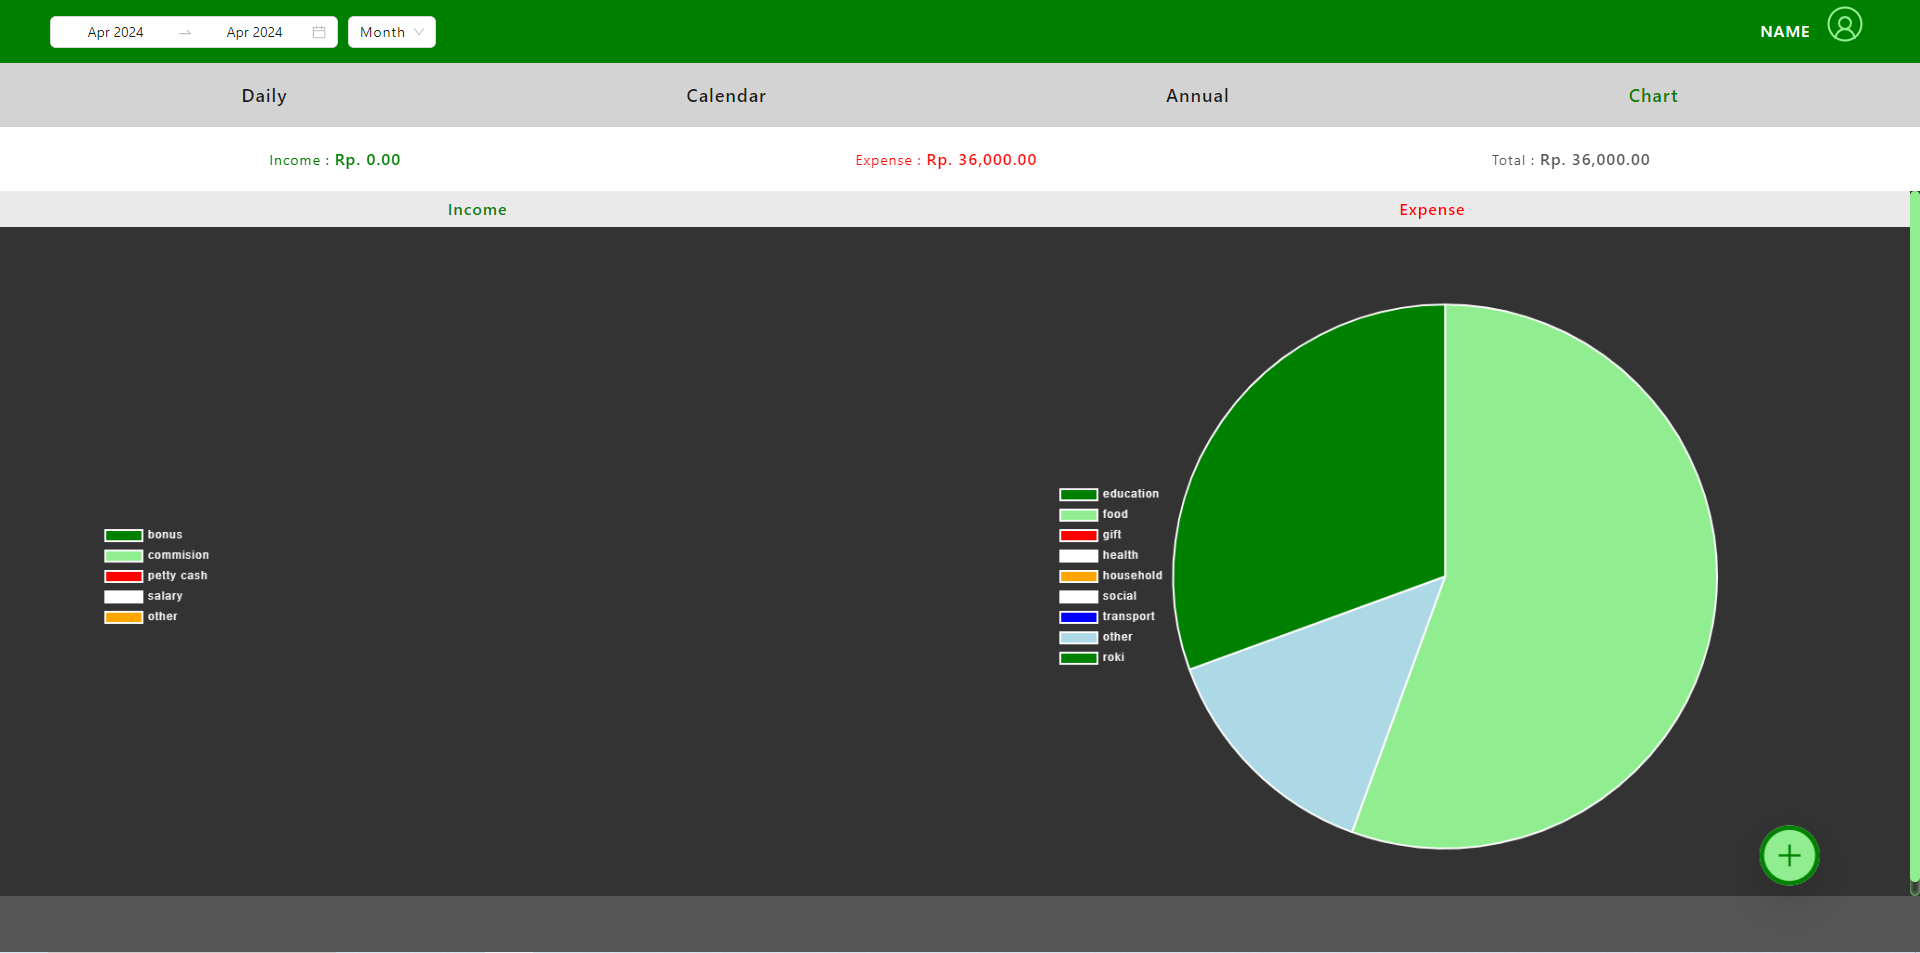 Apr 2024 → Apr 2024 Month NAME
Daily Calendar Annual Chart
Income : Rp. 0.00 Expense : Rp. 36,000.00 Total : Rp. 36,000.00
Income Expense
bonus
commision
petty cash
salary
other
education
food
gift
health
household
social
transport
other
roki